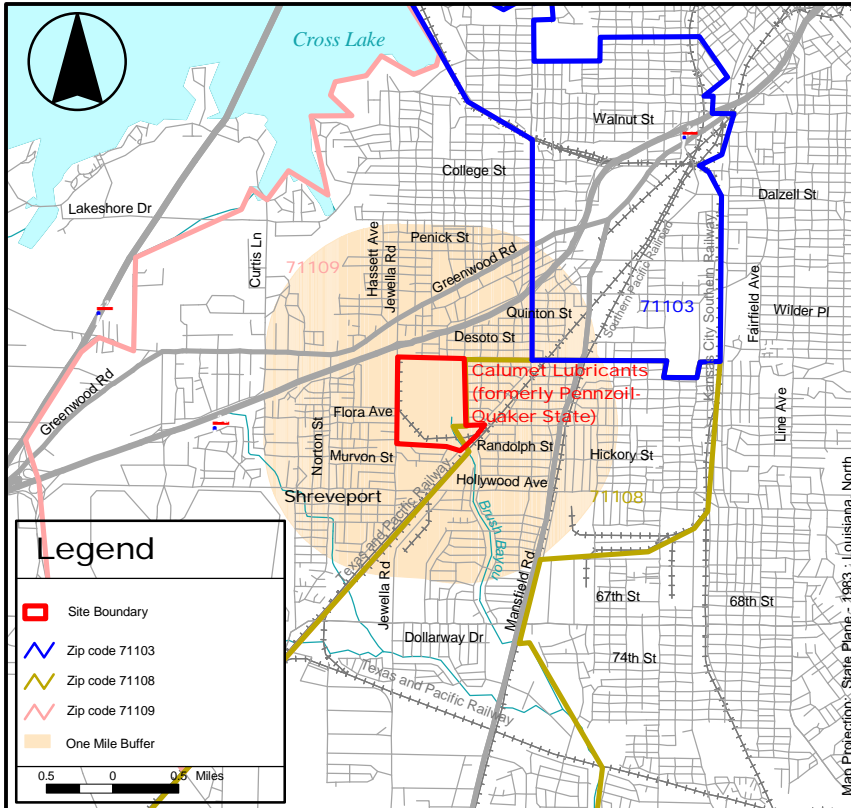 Cross Lake
Walnut St
College St
Dalzell St
Lakeshore Dr
Curtis Ln
Hassett Ave
Jewella Rd
Penick St
Greenwood Rd
71109
Southern Pacific Railroad
Kansas City Southern Railway
Fairfield Ave
Quinton St
71103
Wilder Pl
Desoto St
Calumet Lubricants
(formerly Pennzoil-
Quaker State)
Greenwood Rd
Flora Ave
Norton St
Line Ave
Randolph St
Murvon St
Hickory St
Hollywood Ave
Shreveport
71108
Texas and Pacific Railway
Brush Bayou
Mansfield Rd
Jewella Rd
67th St
68th St
Dollarway Dr
74th St
Texas and Pacific Railway
Legend
Site Boundary
Zip code 71103
Zip code 71108
Zip code 71109
One Mile Buffer
0.5 0 0.5 Miles
Map Projection: State Plane - 1983 : Louisiana, North